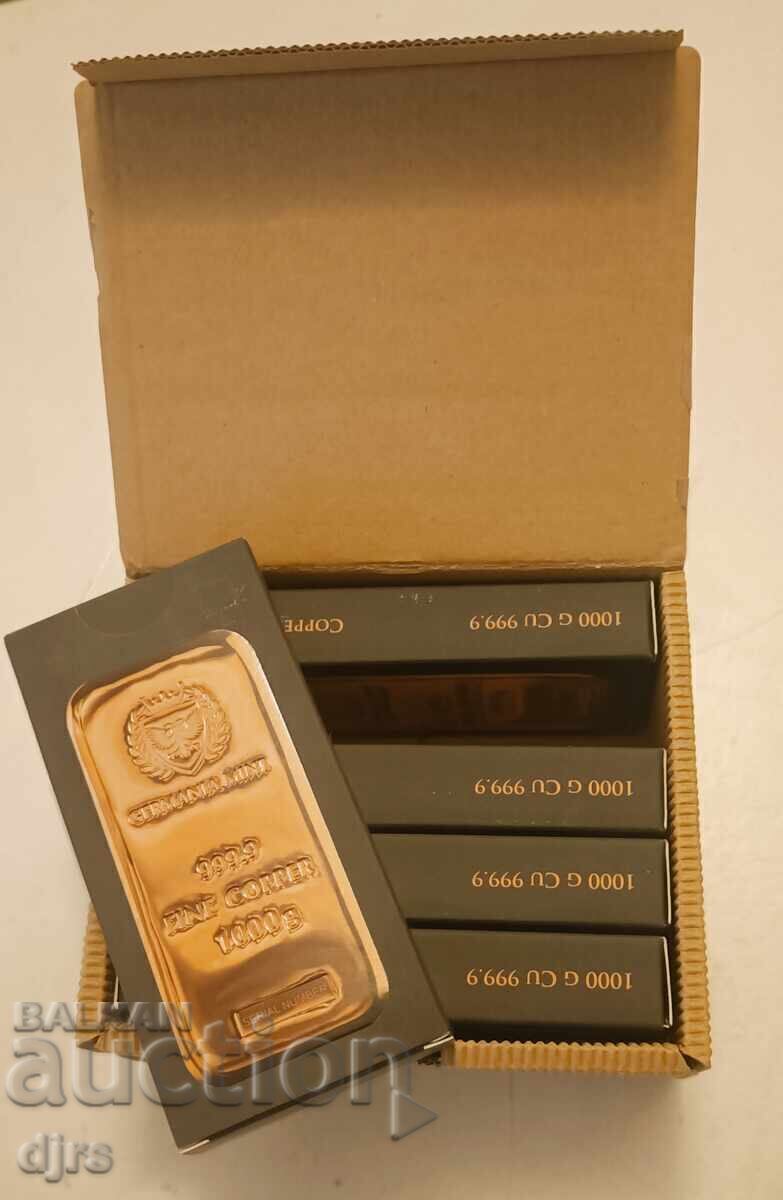 COPPE
1000 G CU 999.9
1000 G CU 999.9
1000 G CU 999.9
1000 G CU 999.9
GERMANIA MINT
999.9
FINE COPPER
1000g
SERIAL NUMBER
BALKAN
auction
djrs